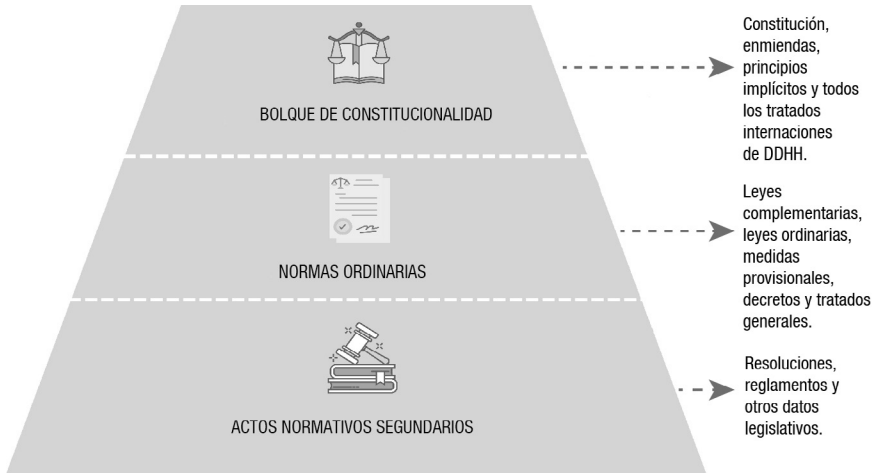 BOLQUE DE CONSTITUCIONALIDAD
Constitución,
enmiendas,
principios
implícitos y todos
los tratados
internaciones
de DDHH.
NORMAS ORDINARIAS
Leyes
complementarias,
leyes ordinarias,
medidas
provisionales,
decretos y tratados
generales.
ACTOS NORMATIVOS SEGUNDARIOS
Resoluciones,
reglamentos y
otros datos
legislativos.